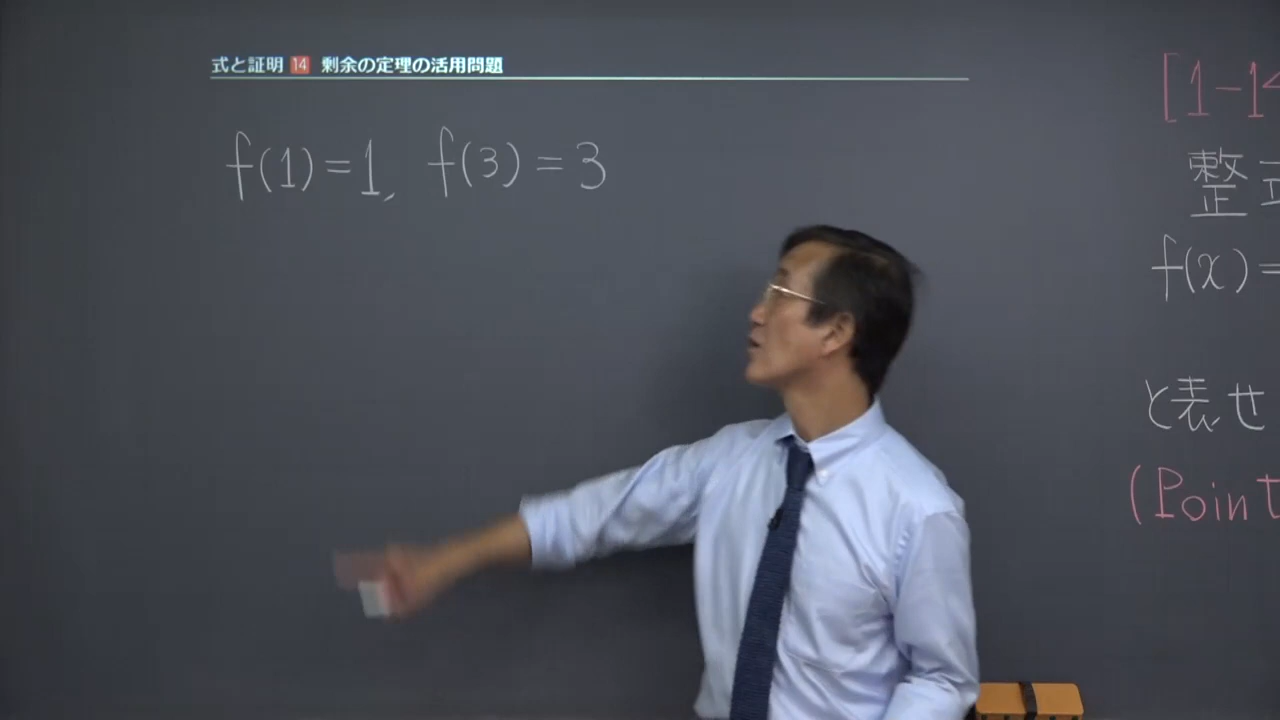 式と証明 14 剰余の定理の活用問題
f(1)=1, f(3)=3
[1-14
整式
f(x)=
と表せ
(Point